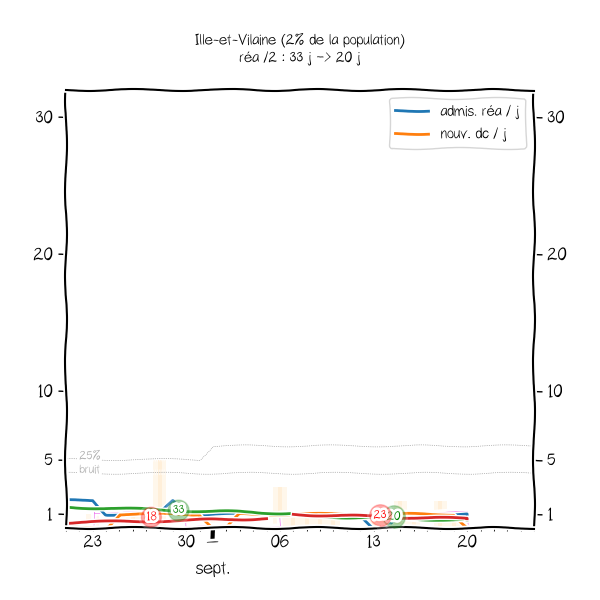 Ille-et-Vilaine (2% de la population)
réa /2 : 33 j -> 20 j
admis. réa / j
nouv. dc / j
30 30
20 20
10 10
5 5
1 1
25%
bruit
18 33 23 20
23 30 06 13 20
sept.